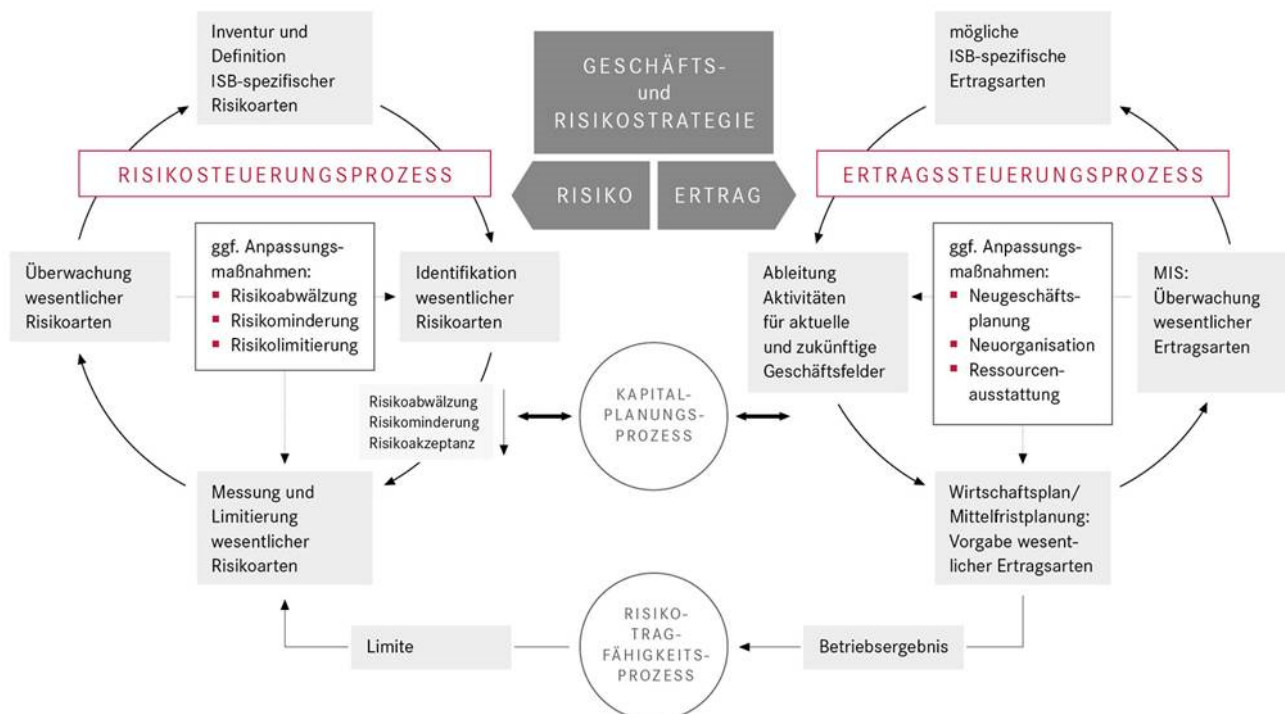 Inventur und
Definition
ISB-spezifischer
Risikoarten
GESCHÄFTS-
und
RISIKOSTRATEGIE
RISIKO
ERTRAG
mögliche
ISB-spezifische
Ertragsarten
RISIKOSTEUERUNGSPROZESS
ERTRAGSSTEUERUNGSPROZESS
Überwachung
wesentlicher
Risikoarten
ggf. Anpassungs-
maßnahmen:
Risikoabwälzung
Risikominderung
Risikolimitierung
Identifikation
wesentlicher
Risikoarten
Risikoabwälzung
Risikominderung
Risikoakzeptanz
Messung und
Limitierung
wesentlicher
Risikoarten
KAPITAL-
PLANUNGS-
PROZESS
Ableitung
Aktivitäten
für aktuelle
und zukünftige
Geschäftsfelder
ggf. Anpassungs-
maßnahmen:
Neugeschäfts-
planung
Neuorganisation
Ressourcen-
ausstattung
MIS:
Überwachung
wesentlicher
Ertragsarten
Wirtschaftsplan/
Mittelfristplanung:
Vorgabe wesent-
licher Ertragsarten
Limite
RISIKO-
TRAG-
FÄHIGKEITS-
PROZESS
Betriebsergebnis